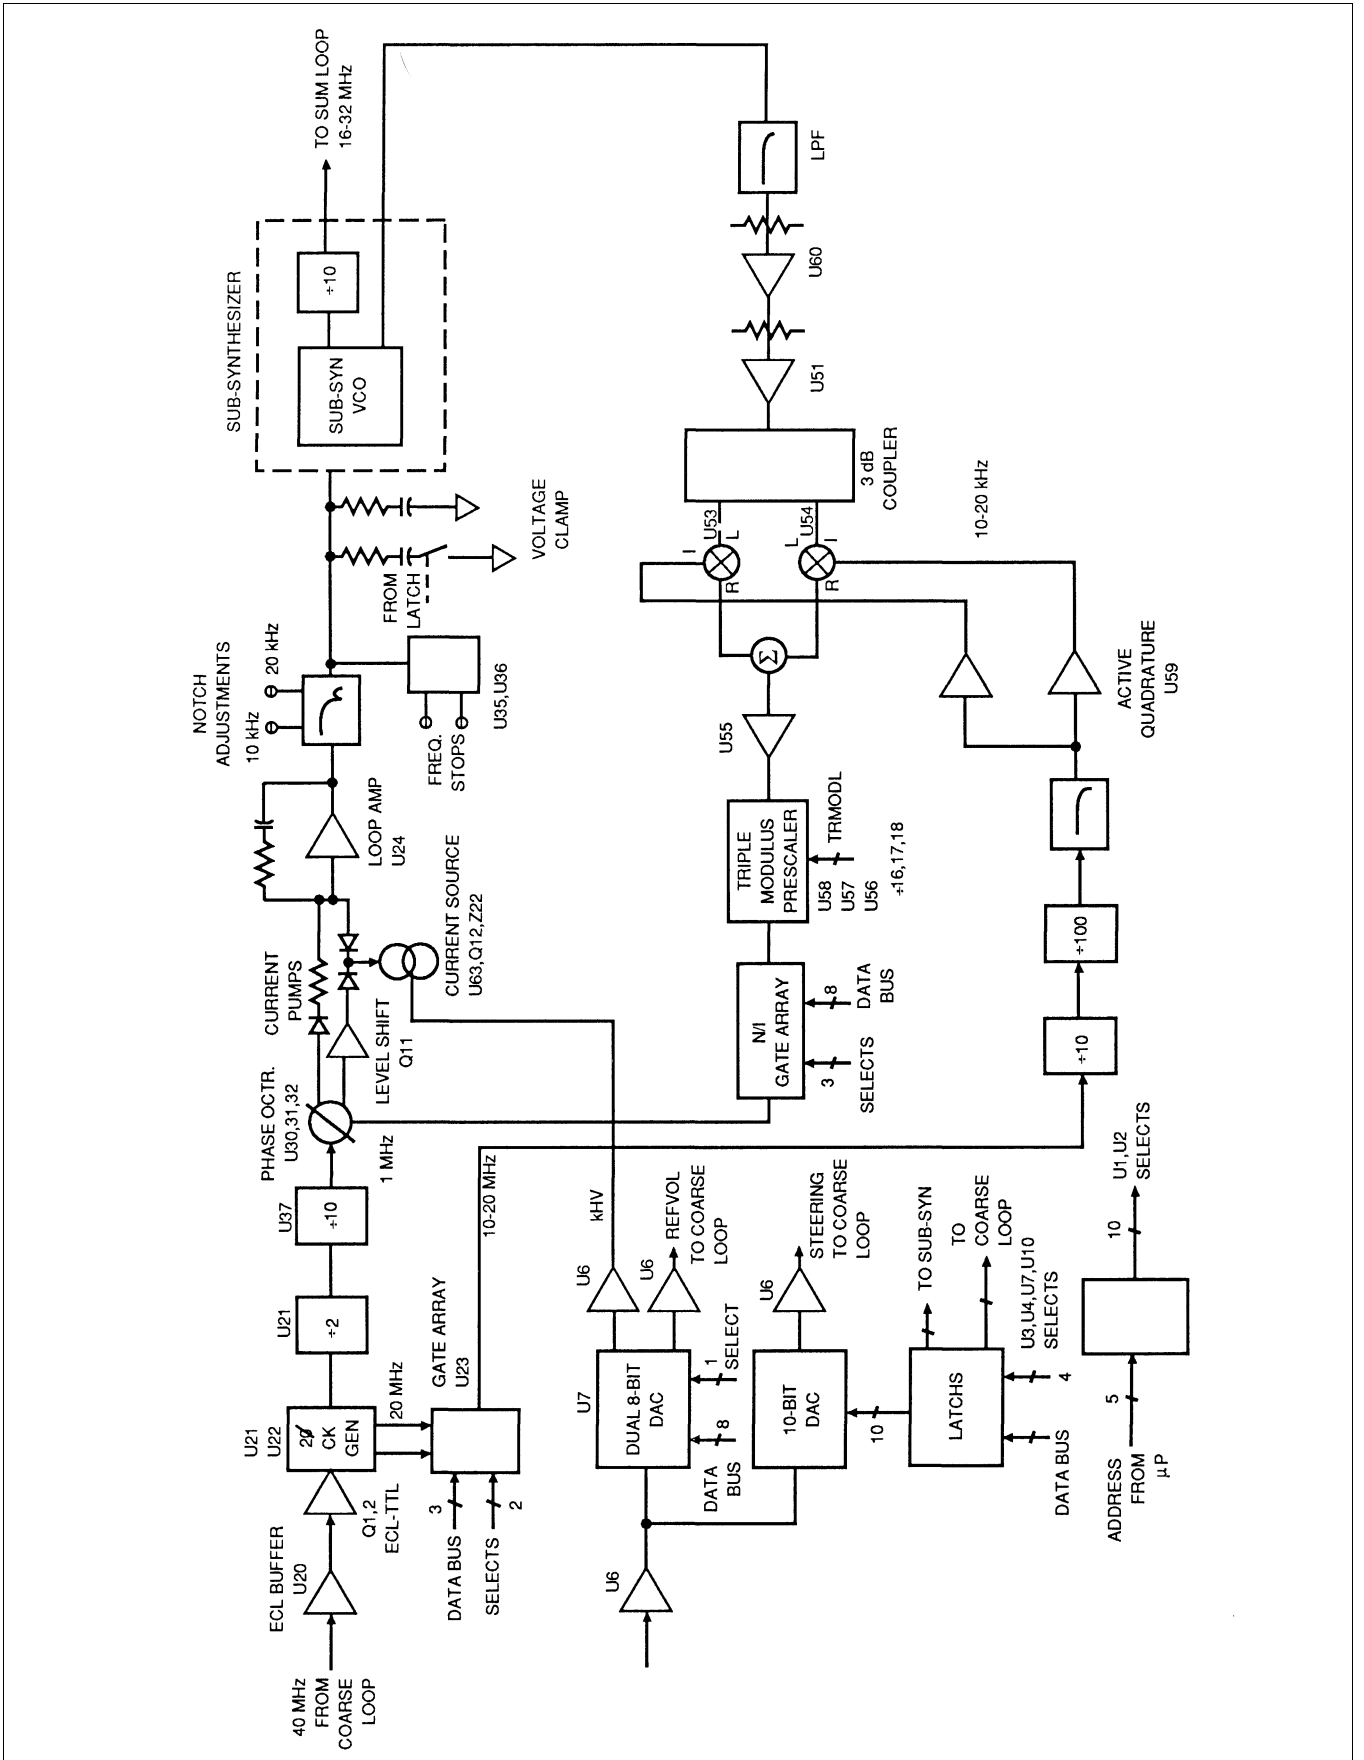 TO SUM LOOP
16-32 MHz
SUB-SYNTHESIZER
÷10
SUB-SYN
VCO
LPF
U60
U51
3 dB
COUPLER
U53
L
I
R
U54
L
I
R
Σ
10-20 kHz
VOLTAGE
CLAMP
FROM
LATCH
NOTCH
ADJUSTMENTS
10 kHz
20 kHz
FREQ.
STOPS
U35,U36
LOOP AMP
U24
CURRENT SOURCE
U63,Q12,Z22
CURRENT
PUMPS
LEVEL SHIFT
Q11
PHASE OCTR.
U30,31,32
1 MHz
U37
÷10
U21
÷2
U21
U22
2Ø
CK
GEN
20 MHz
GATE ARRAY
U23
10-20 MHz
Q1,2
ECL-TTL
ECL BUFFER
U20
40 MHz
FROM
COARSE
LOOP
DATA BUS
3
SELECTS
2
U55
TRIPLE
MODULUS
PRESCALER
TRMODL
U58
U57
U56
÷16,17,18
N/I
GATE ARRAY
8
DATA
BUS
3
SELECTS
ACTIVE
QUADRATURE
U59
÷100
÷10
kHV
U6
U6
REFVOL
TO COARSE
LOOP
U7
DUAL 8-BIT
DAC
1
SELECT
8
DATA
BUS
U6
U6
STEERING
TO COARSE
LOOP
10-BIT
DAC
10
LATCHS
TO SUB-SYN
TO
COARSE
LOOP
U3,U4,U7,U10
SELECTS
4
DATA BUS
U1,U2
SELECTS
10
5
ADDRESS
FROM
µP